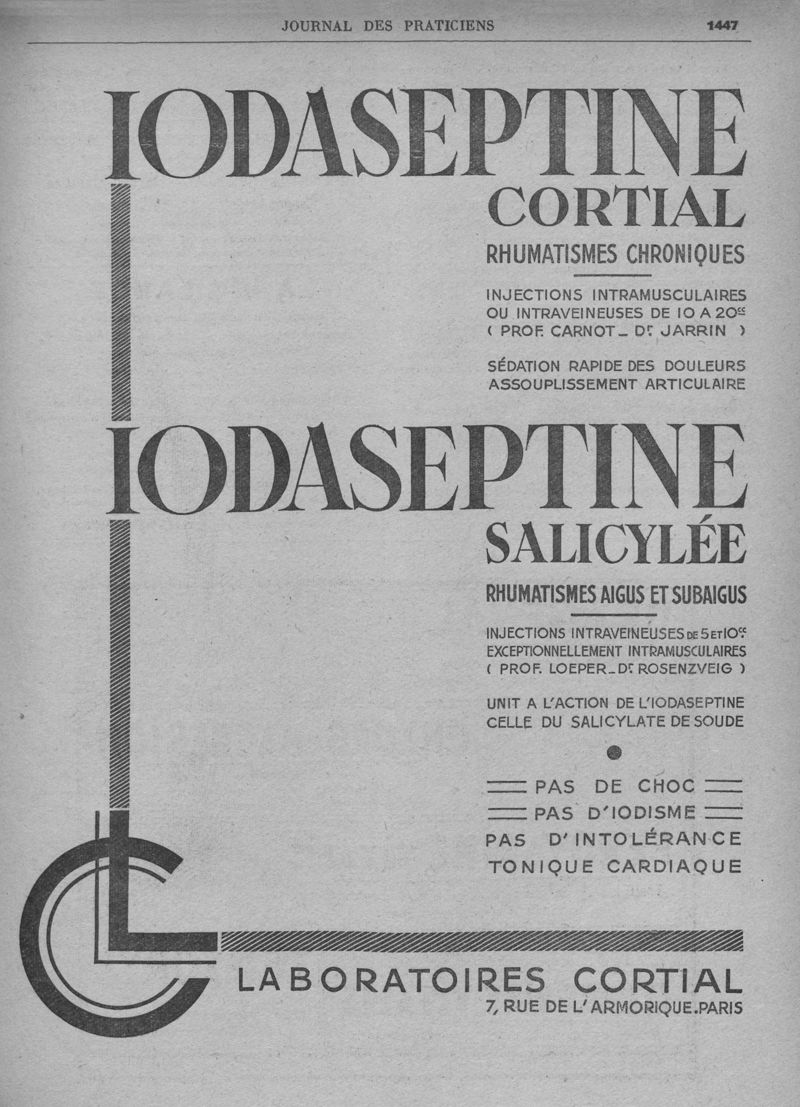 JOURNAL DES PRATICIENS 1447
IODASEPTINE
CORTIAL
RHUMATISMES CHRONIQUES
INJECTIONS INTRAMUSCULAIRES
OU INTRAVEINEUSES DE 10 A 20cc
( PROF. CARNOT_ Dr. JARRIN )
SÉDATION RAPIDE DES DOULEURS
ASSOUPLISSEMENT ARTICULAIRE
IODASEPTINE
SALICYLÉE
RHUMATISMES AIGUS ET SUBAIGUS
INJECTIONS INTRAVEINEUSES DE 5 ET 10cc.
EXCEPTIONNELLEMENT INTRAMUSCULAIRES
( PROF. LOEPER_Dr. ROSENZVEIG )
UNIT A L'ACTION DE L'IODASEPTINE
CELLE DU SALICYLATE DE SOUDE
PAS DE CHOC
PAS D'IODISME
PAS D'INTOLÉRANCE
TONIQUE CARDIAQUE
CL
LABORATOIRES CORTIAL
7, RUE DE L'ARMORIQUE.PARIS